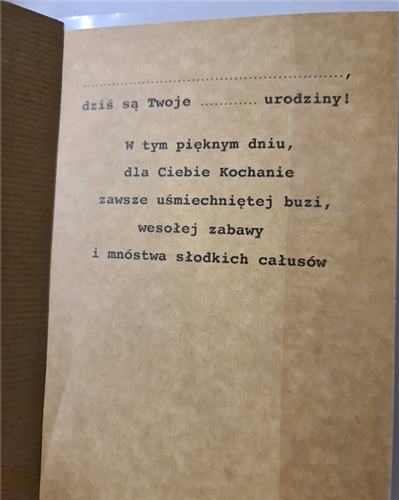 ..................................................,
dziś są Twoje ............ urodziny!
W tym pięknym dniu,
dla Ciebie Kochanie
zawsze uśmiechniętej buzi,
wesołej zabawy
i mnóstwa słodkich całusów